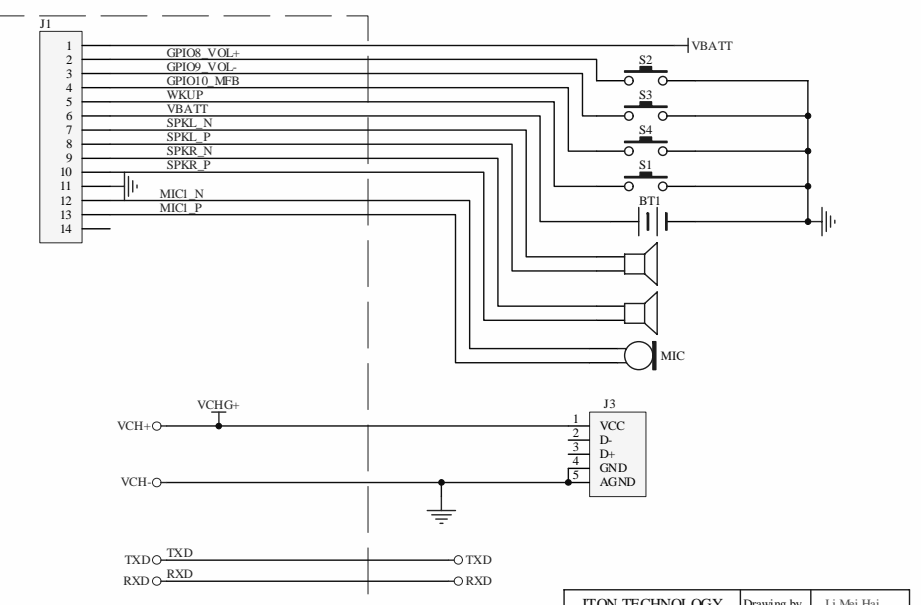 J1
1 VBATT
2 GPIO8_VOL+ S2
3 GPIO9_VOL- S3
4 GPIO10_MFB S4
5 WKUP S1
6 VBATT BT1
7 SPKL_N
8 SPKL_P
9 SPKR_N
10 SPKR_P
11
12 MIC1_N
13 MIC1_P
14
MIC
VCHG+ J3
VCH+ 1 VCC
2 D-
3 D+
4 GND
VCH- 5 AGND
TXD TXD TXD
RXD RXD RXD
ITON TECHNOLOGY Drawing by Li Mei Hai